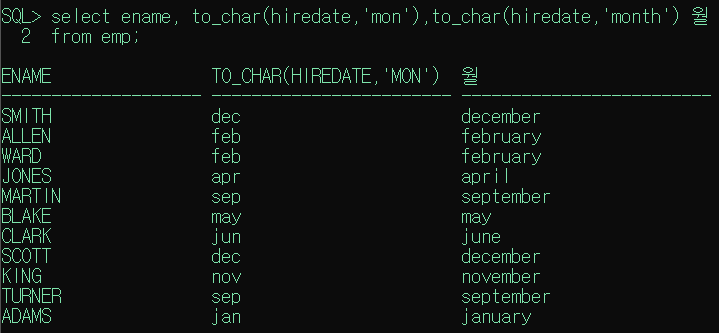 SQL> select ename, to_char(hiredate,'mon'),to_char(hiredate,'month') 월
2 from emp;
ENAME TO_CHAR(HIREDATE,'MON') 월
-------------------- ------------------------ -------------------------
SMITH dec december
ALLEN feb february
WARD feb february
JONES apr april
MARTIN sep september
BLAKE may may
CLARK jun june
SCOTT dec december
KING nov november
TURNER sep september
ADAMS jan january